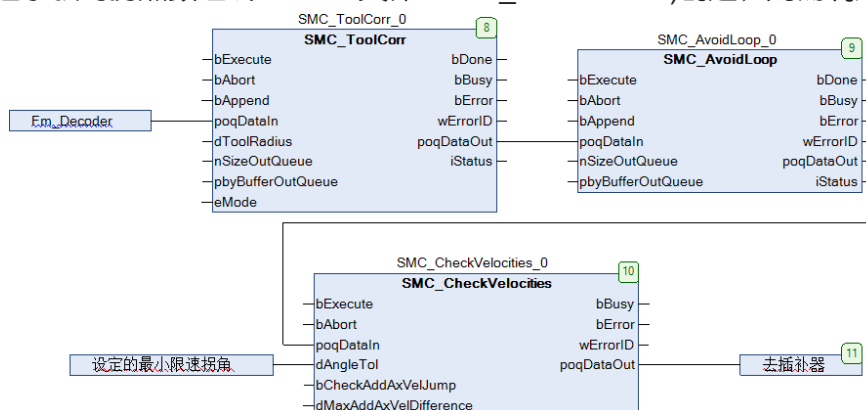 SMC_ToolCorr_0
8
SMC_ToolCorr
bExecute
bDone
bAbort
bBusy
bAppend
bError
Fm_Decoder
poqDataIn
wErrorID
dToolRadius
poqDataOut
nSizeOutQueue
iStatus
pbyBufferOutQueue
eMode
SMC_AvoidLoop_0
9
SMC_AvoidLoop
bExecute
bDone
bAbort
bBusy
bAppend
bError
poqDataIn
wErrorID
nSizeOutQueue
poqDataOut
pbyBufferOutQueue
iStatus
SMC_CheckVelocities_0
10
SMC_CheckVelocities
bExecute
bBusy
bAbort
bError
poqDataIn
wErrorID
设定的最小限速拐角
dAngleTol
poqDataOut
去插补器
11
bCheckAddAxVelJump
dMaxAddAxVelDifference